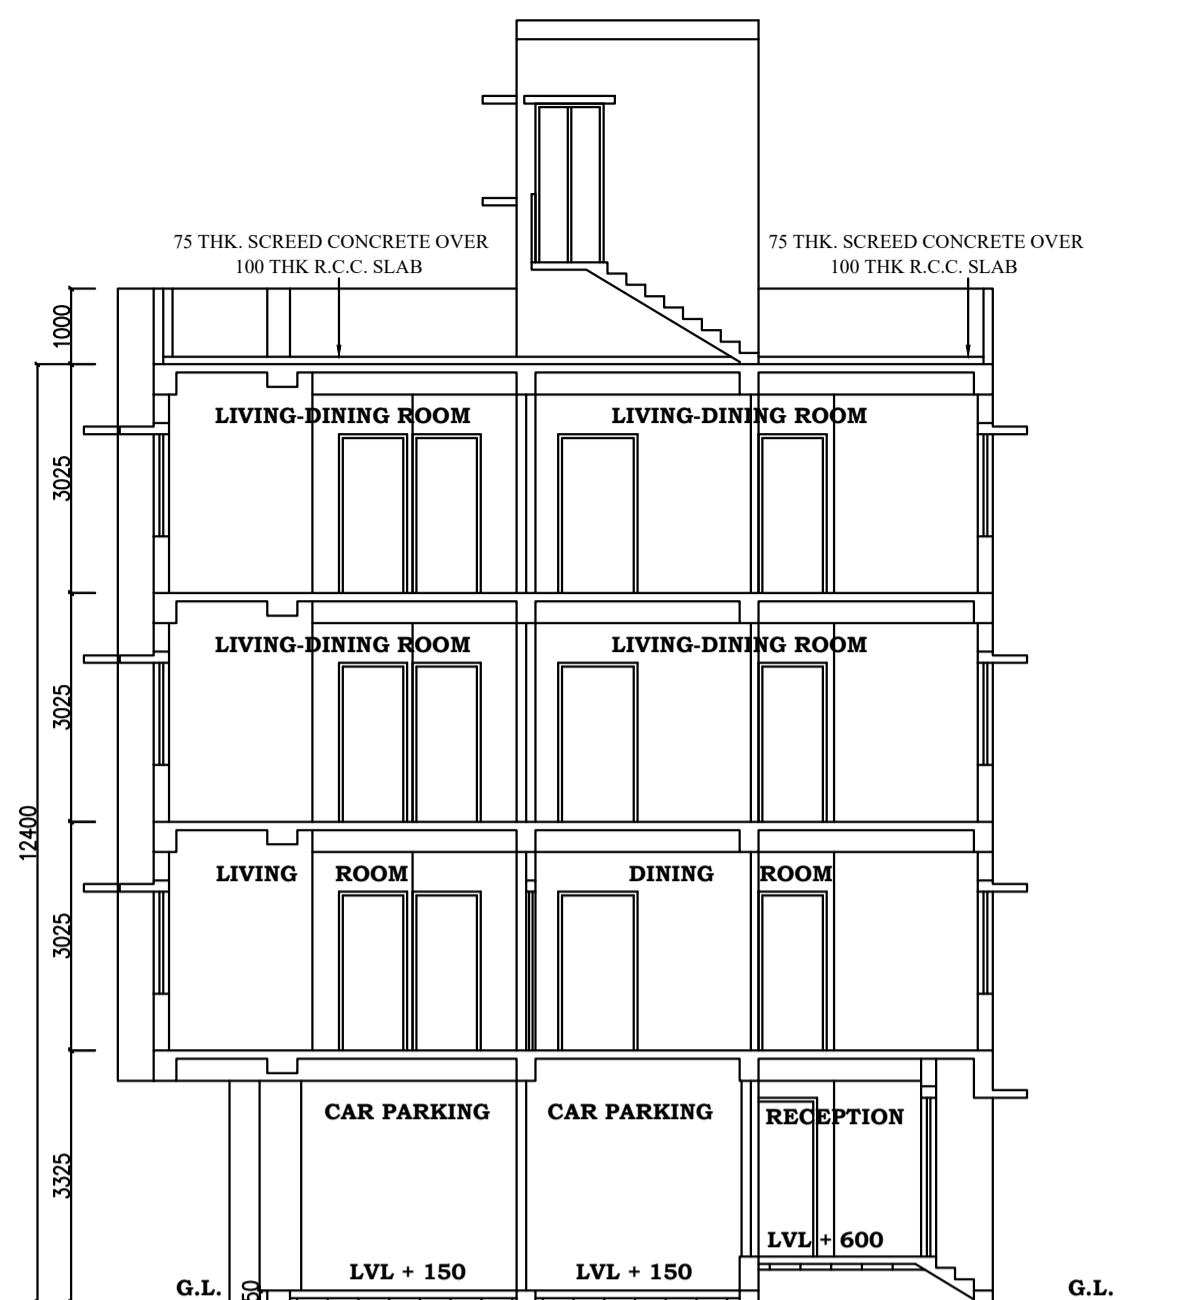 75 THK. SCREED CONCRETE OVER
100 THK R.C.C. SLAB
75 THK. SCREED CONCRETE OVER
100 THK R.C.C. SLAB
1000
LIVING-DINING ROOM
LIVING-DINING ROOM
3025
LIVING-DINING ROOM
LIVING-DINING ROOM
3025
12400
LIVING ROOM
DINING ROOM
3025
CAR PARKING
CAR PARKING
RECEPTION
3325
LVL + 600
LVL + 150
LVL + 150
G.L.
G.L.